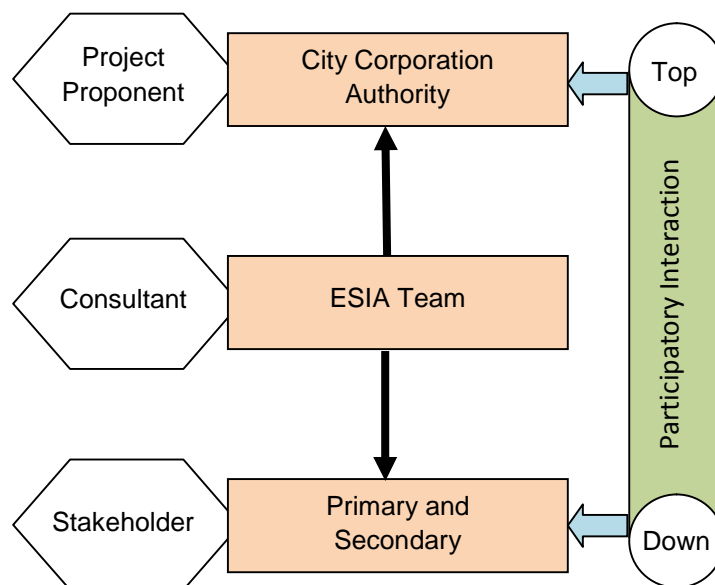 Project
Proponent
City Corporation
Authority
Top
Consultant
ESIA Team
Participatory Interaction
Stakeholder
Primary and
Secondary
Down